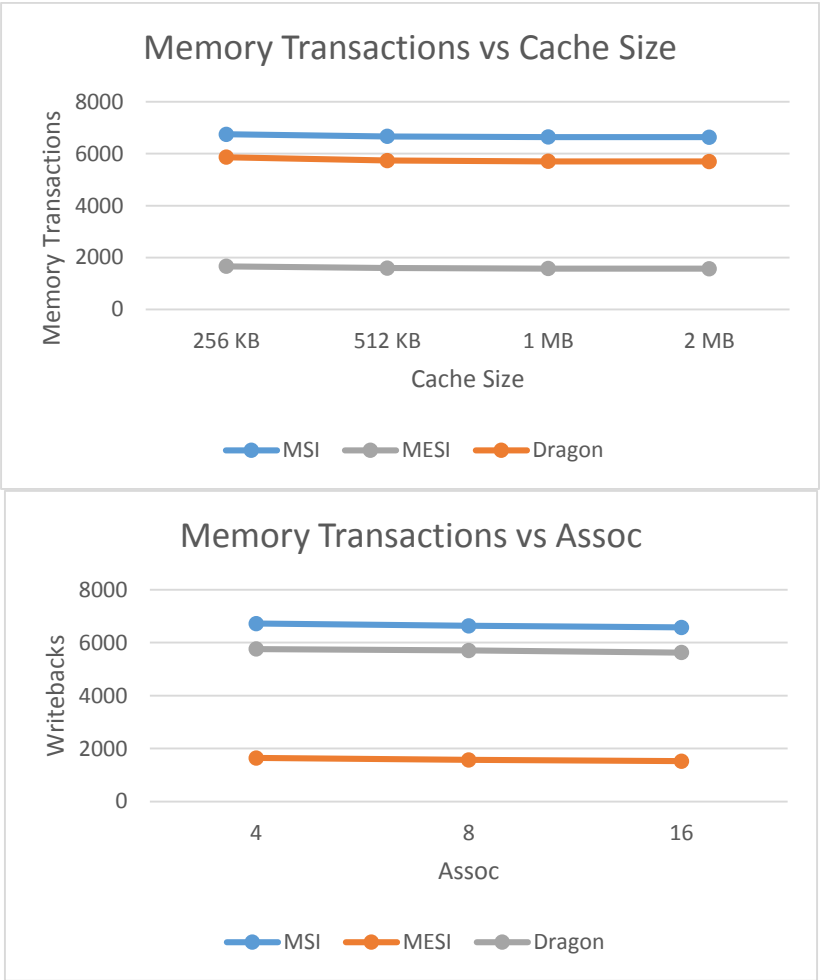 Memory Transactions vs Cache Size
Memory Transactions
8000
6000
4000
2000
0
256 KB 512 KB 1 MB 2 MB
Cache Size
MSI MESI Dragon
Memory Transactions vs Assoc
Writebacks
8000
6000
4000
2000
0
4 8 16
Assoc
MSI MESI Dragon